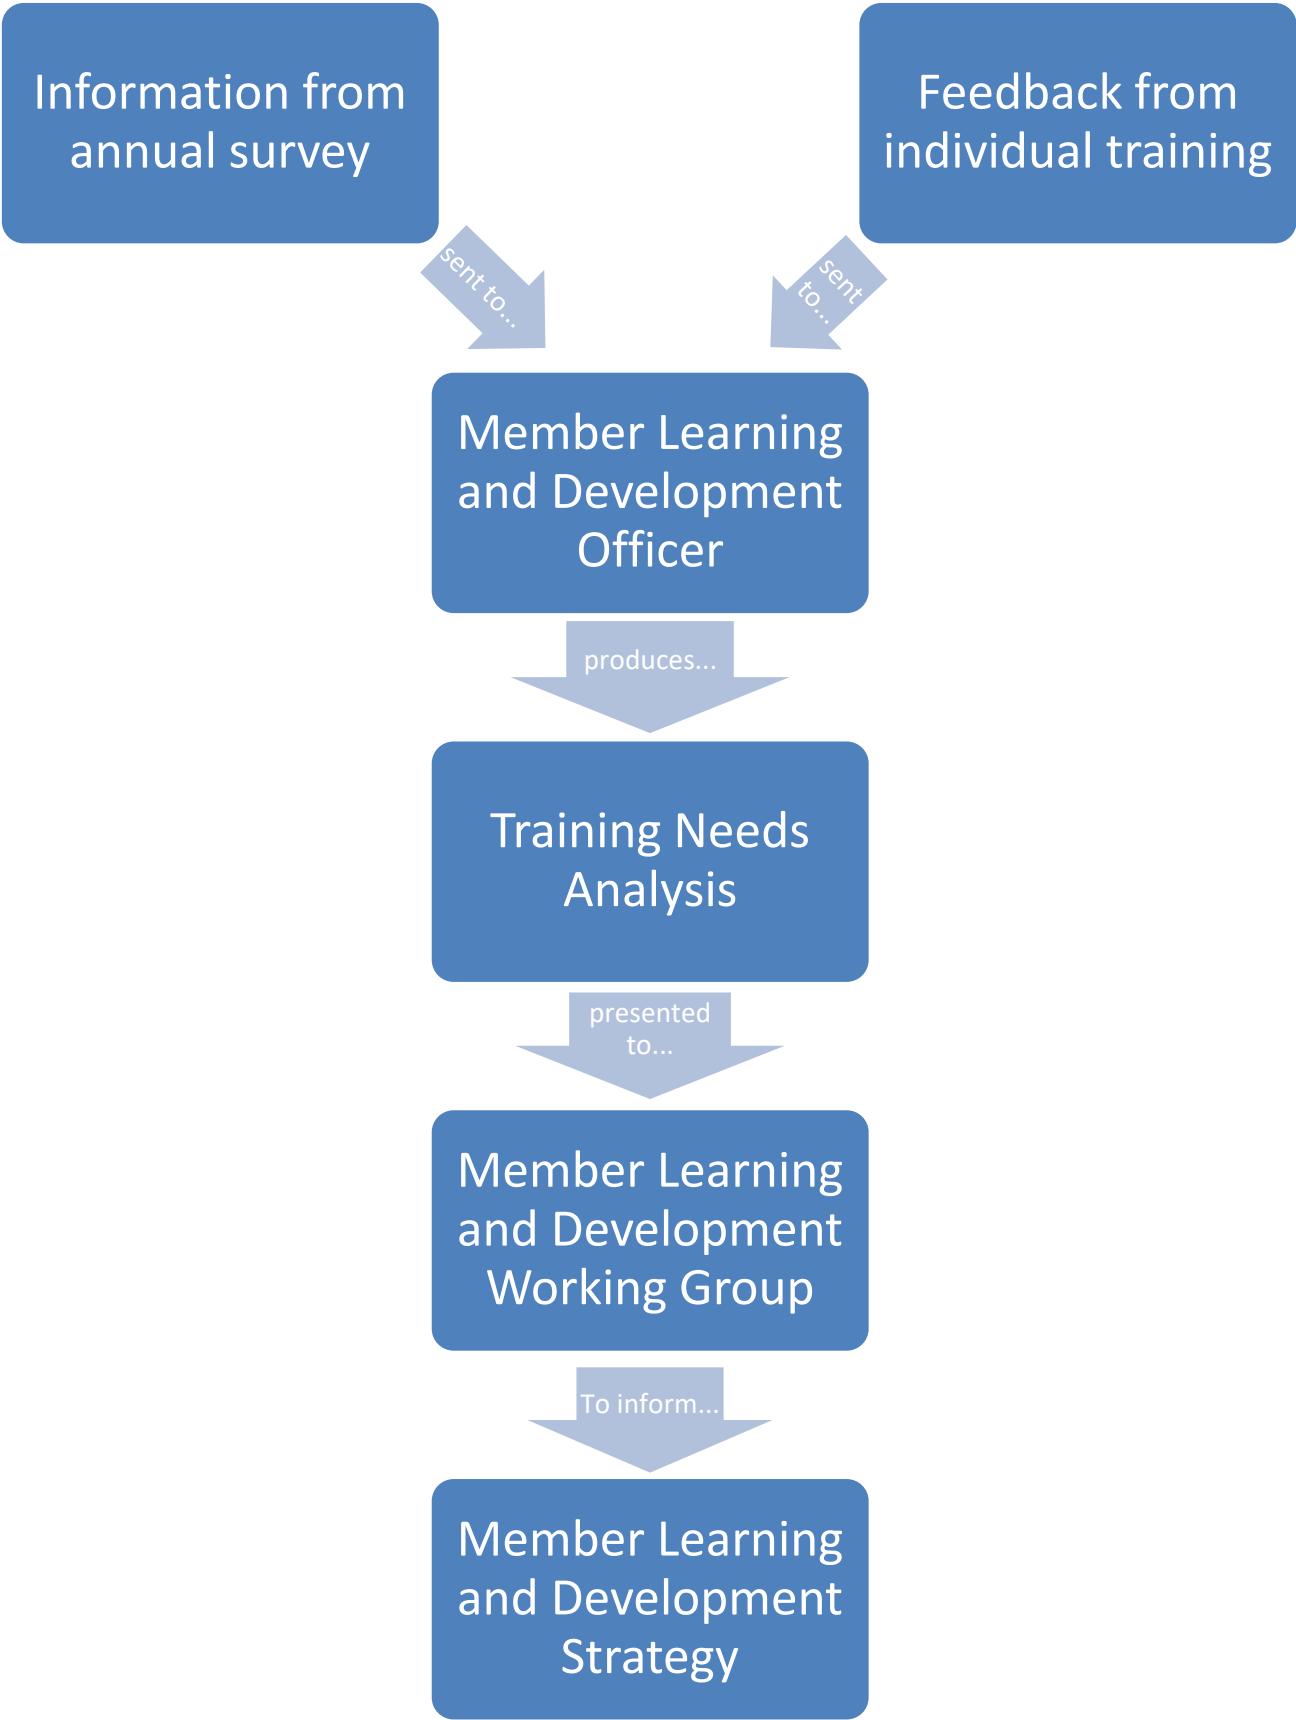 Information from
annual survey
Feedback from
individual training
sent to...
sent
to...
Member Learning
and Development
Officer
produces...
Training Needs
Analysis
presented
to...
Member Learning
and Development
Working Group
To inform...
Member Learning
and Development
Strategy